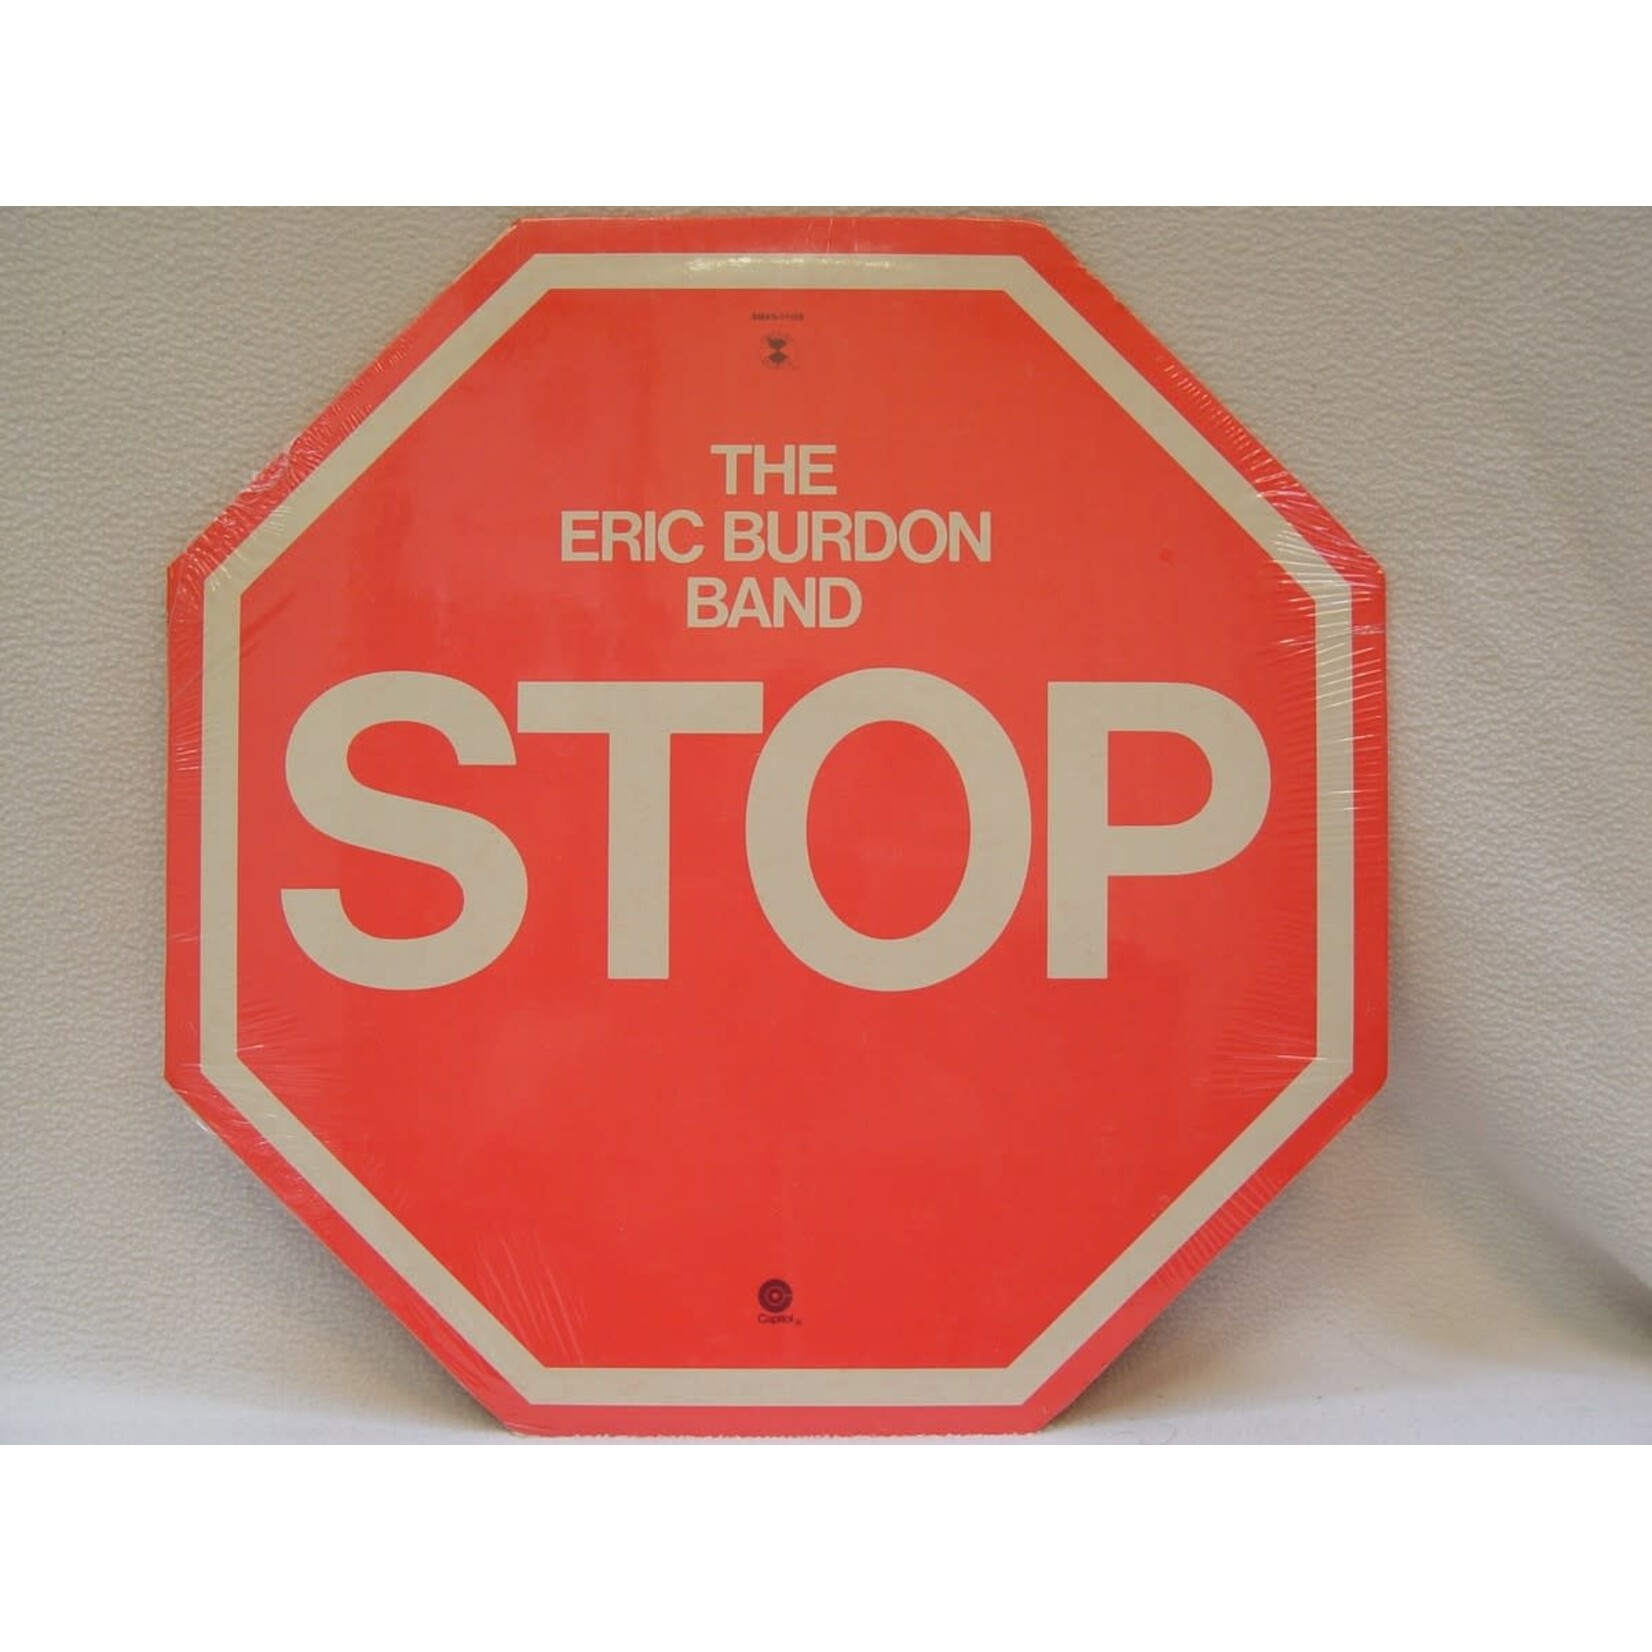 THE
ERIC BURDON
BAND
STOP
Capitol ®